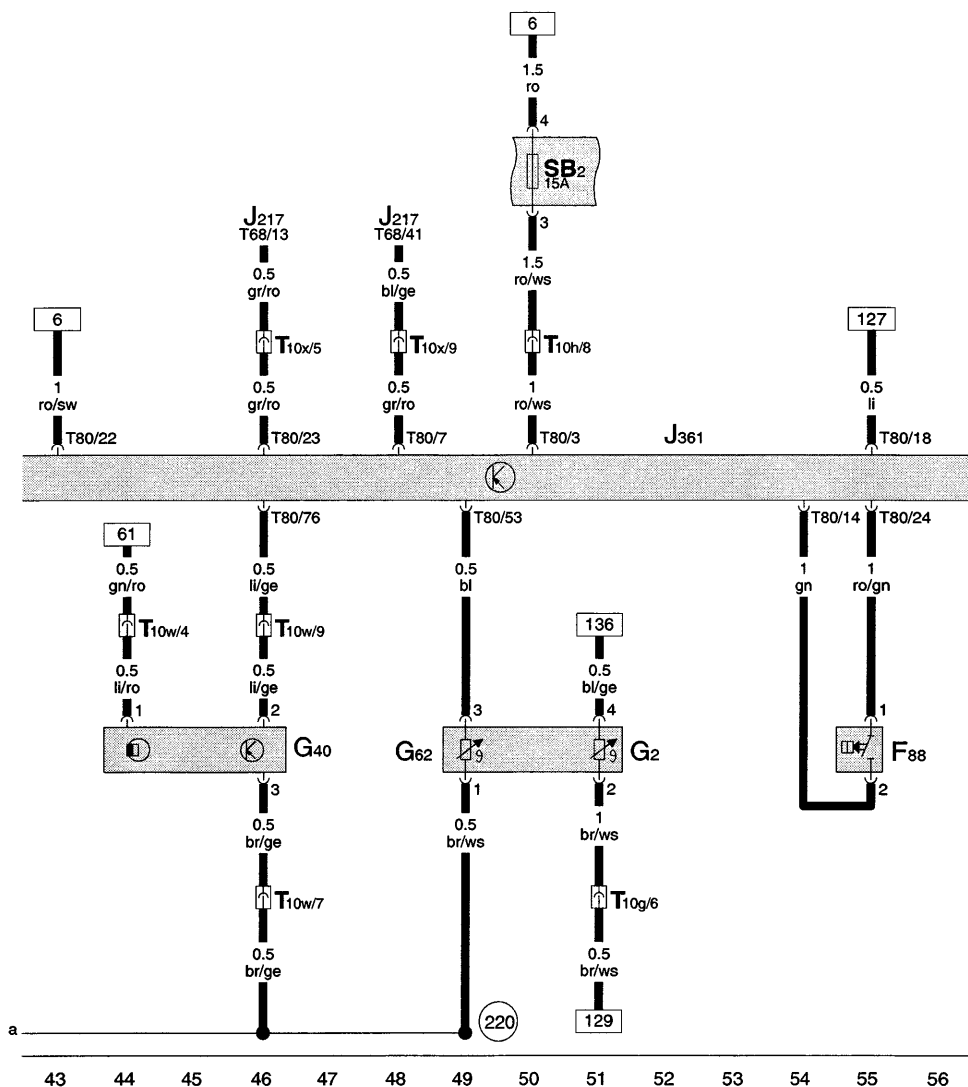 6
1.5
ro
4
SB2
15A
3
J217
T68/13
J217
T68/41
0.5
gr/ro
0.5
bl/ge
1.5
ro/ws
6
T10x/5
T10x/9
T10h/8
127
1
ro/sw
0.5
gr/ro
0.5
gr/ro
1
ro/ws
0.5
li
T80/22
T80/23
T80/7
T80/3
J361
T80/18
T80/76
T80/53
T80/14
T80/24
61
0.5
gn/ro
0.5
li/ge
0.5
bl
1
gn
1
ro/gn
T10w/4
T10w/9
136
0.5
li/ro
0.5
li/ge
0.5
bl/ge
1
2
3
4
1
G40
G62
G2
F88
3
1
2
2
0.5
br/ge
0.5
br/ws
1
br/ws
T10w/7
T10g/6
0.5
br/ge
0.5
br/ws
a
220
129
43 44 45 46 47 48 49 50 51 52 53 54 55 56